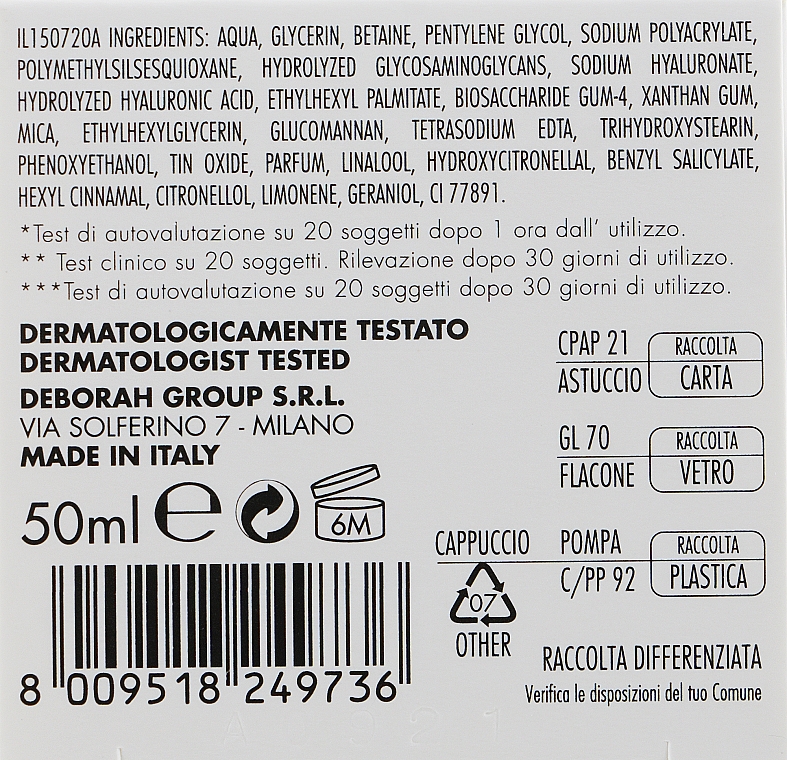 IL150720A INGREDIENTS: AQUA, GLYCERIN, BETAINE, PENTYLENE GLYCOL, SODIUM POLYACRYLATE,
POLYMETHYLSILSESQUIOXANE, HYDROLYZED GLYCOSAMINOGLYCANS, SODIUM HYALURONATE,
HYDROLYZED HYALURONIC ACID, ETHYLHEXYL PALMITATE, BIOSACCHARIDE GUM-4, XANTHAN GUM,
MICA, ETHYLHEXYLGLYCERIN, GLUCOMANNAN, TETRASODIUM EDTA, TRIHYDROXYSTEARIN,
PHENOXYETHANOL, TIN OXIDE, PARFUM, LINALOOL, HYDROXYCITRONELLAL, BENZYL SALICYLATE,
HEXYL CINNAMAL, CITRONELLOL, LIMONENE, GERANIOL, CI 77891.
*Test di autovalutazione su 20 soggetti dopo 1 ora dall' utilizzo.
** Test clinico su 20 soggetti. Rilevazione dopo 30 giorni di utilizzo.
***Test di autovalutazione su 20 soggetti dopo 30 giorni di utilizzo.
DERMATOLOGICAMENTE TESTATO
DERMATOLOGIST TESTED
DEBORAH GROUP S.R.L.
VIA SOLFERINO 7 - MILANO
MADE IN ITALY
50ml e 6M
8 009518 249736
CPAP 21 RACCOLTA
ASTUCCIO CARTA
GL 70 RACCOLTA
FLACONE VETRO
CAPPUCCIO POMPA RACCOLTA
07 C/PP 92 PLASTICA
OTHER
RACCOLTA DIFFERENZIATA
Verifica le disposizioni del tuo Comune